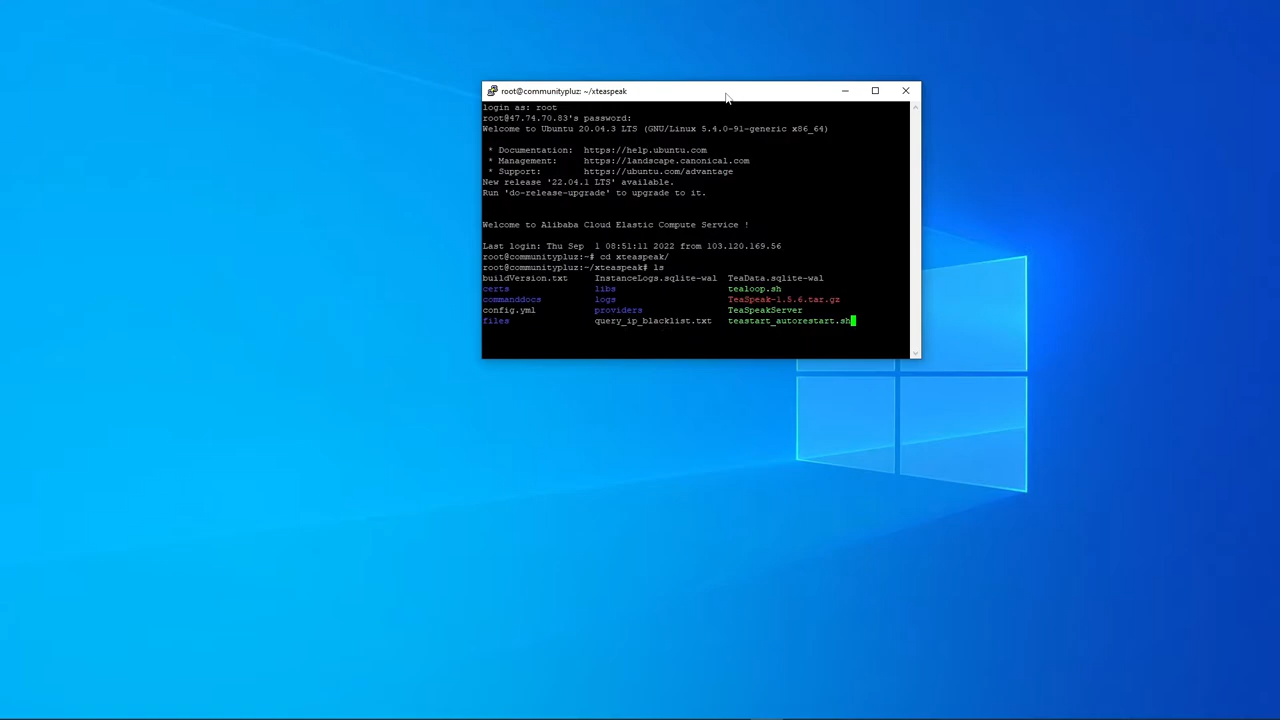 root@communitypluz: ~/xteaspeak
login as: root
root@47.74.70.83's password:
Welcome to Ubuntu 20.04.3 LTS (GNU/Linux 5.4.0-91-generic x86_64)
* Documentation:  https://help.ubuntu.com
* Management:     https://landscape.canonical.com
* Support:        https://ubuntu.com/advantage
New release '22.04.1 LTS' available.
Run 'do-release-upgrade' to upgrade to it.
Welcome to Alibaba Cloud Elastic Compute Service !
Last login: Thu Sep  1 08:51:11 2022 from 103.120.169.56
root@communitypluz:~# cd xteaspeak/
root@communitypluz:~/xteaspeak# ls
buildVersion.txt  InstanceLogs.sqlite-wal  TeaData.sqlite-wal
certs  libs  tealoop.sh
commanddocs  logs  TeaSpeak-1.5.6.tar.gz
config.yml  providers  TeaSpeakServer
files  query_ip_blacklist.txt  teastart_autorestart.sh